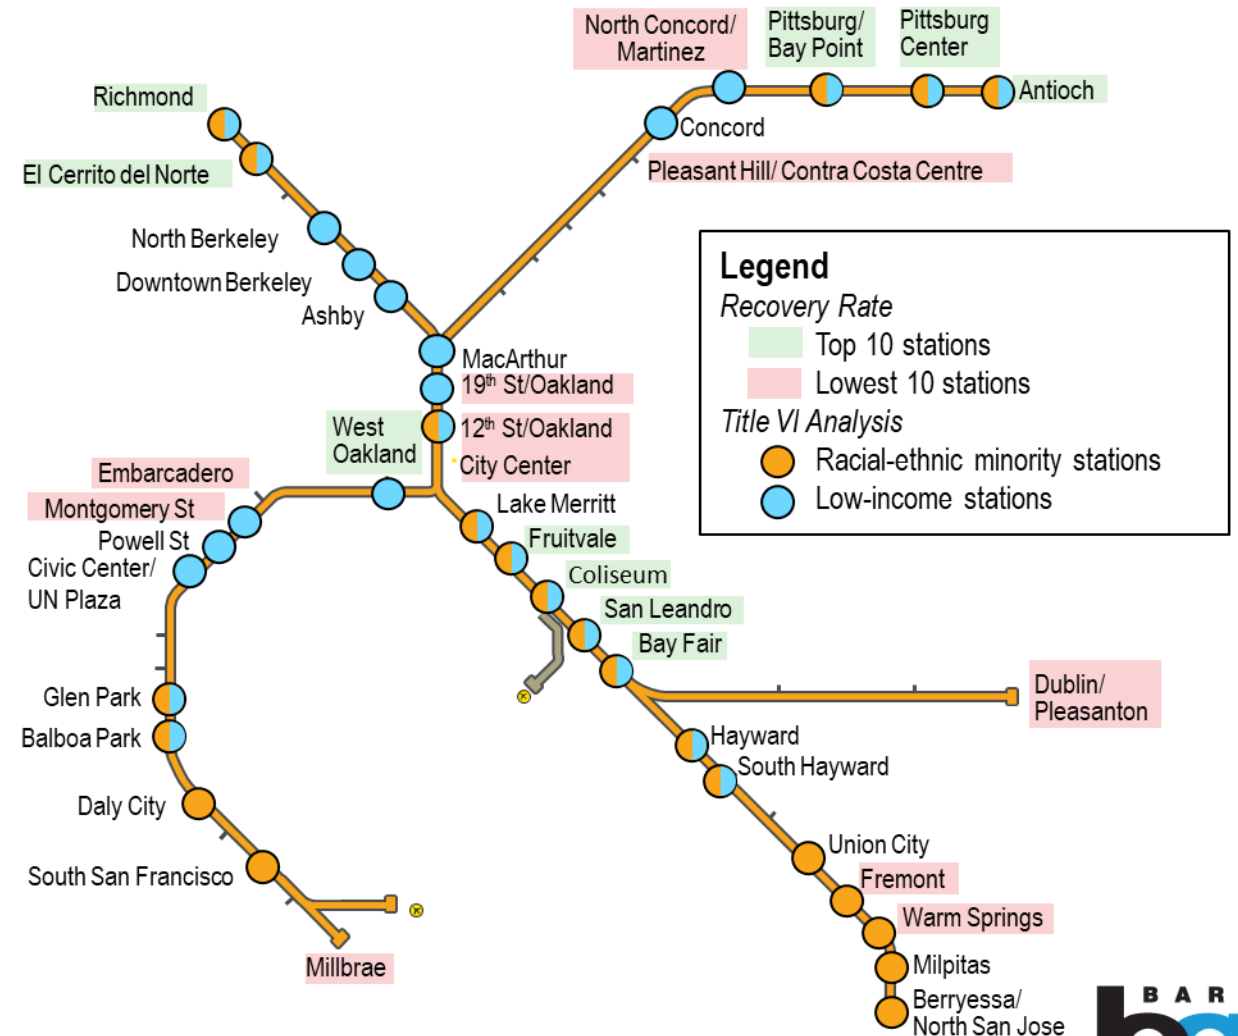 North Concord/
Martinez
Pittsburg/
Bay Point
Pittsburg
Center
Richmond
Antioch
Concord
El Cerrito del Norte
Pleasant Hill/ Contra Costa Centre
North Berkeley
Downtown Berkeley
Ashby
Legend
Recovery Rate
Top 10 stations
Lowest 10 stations
Title VI Analysis
Racial-ethnic minority stations
Low-income stations
MacArthur
19th St/Oakland
West
Oakland
12th St/Oakland
City Center
Embarcadero
Montgomery St
Powell St
Civic Center/
UN Plaza
Lake Merritt
Fruitvale
Coliseum
San Leandro
Bay Fair
Glen Park
Balboa Park
Dublin/
Pleasanton
Hayward
South Hayward
Daly City
South San Francisco
Union City
Fremont
Warm Springs
Millbrae
Milpitas
Berryessa/
North San Jose
B A R